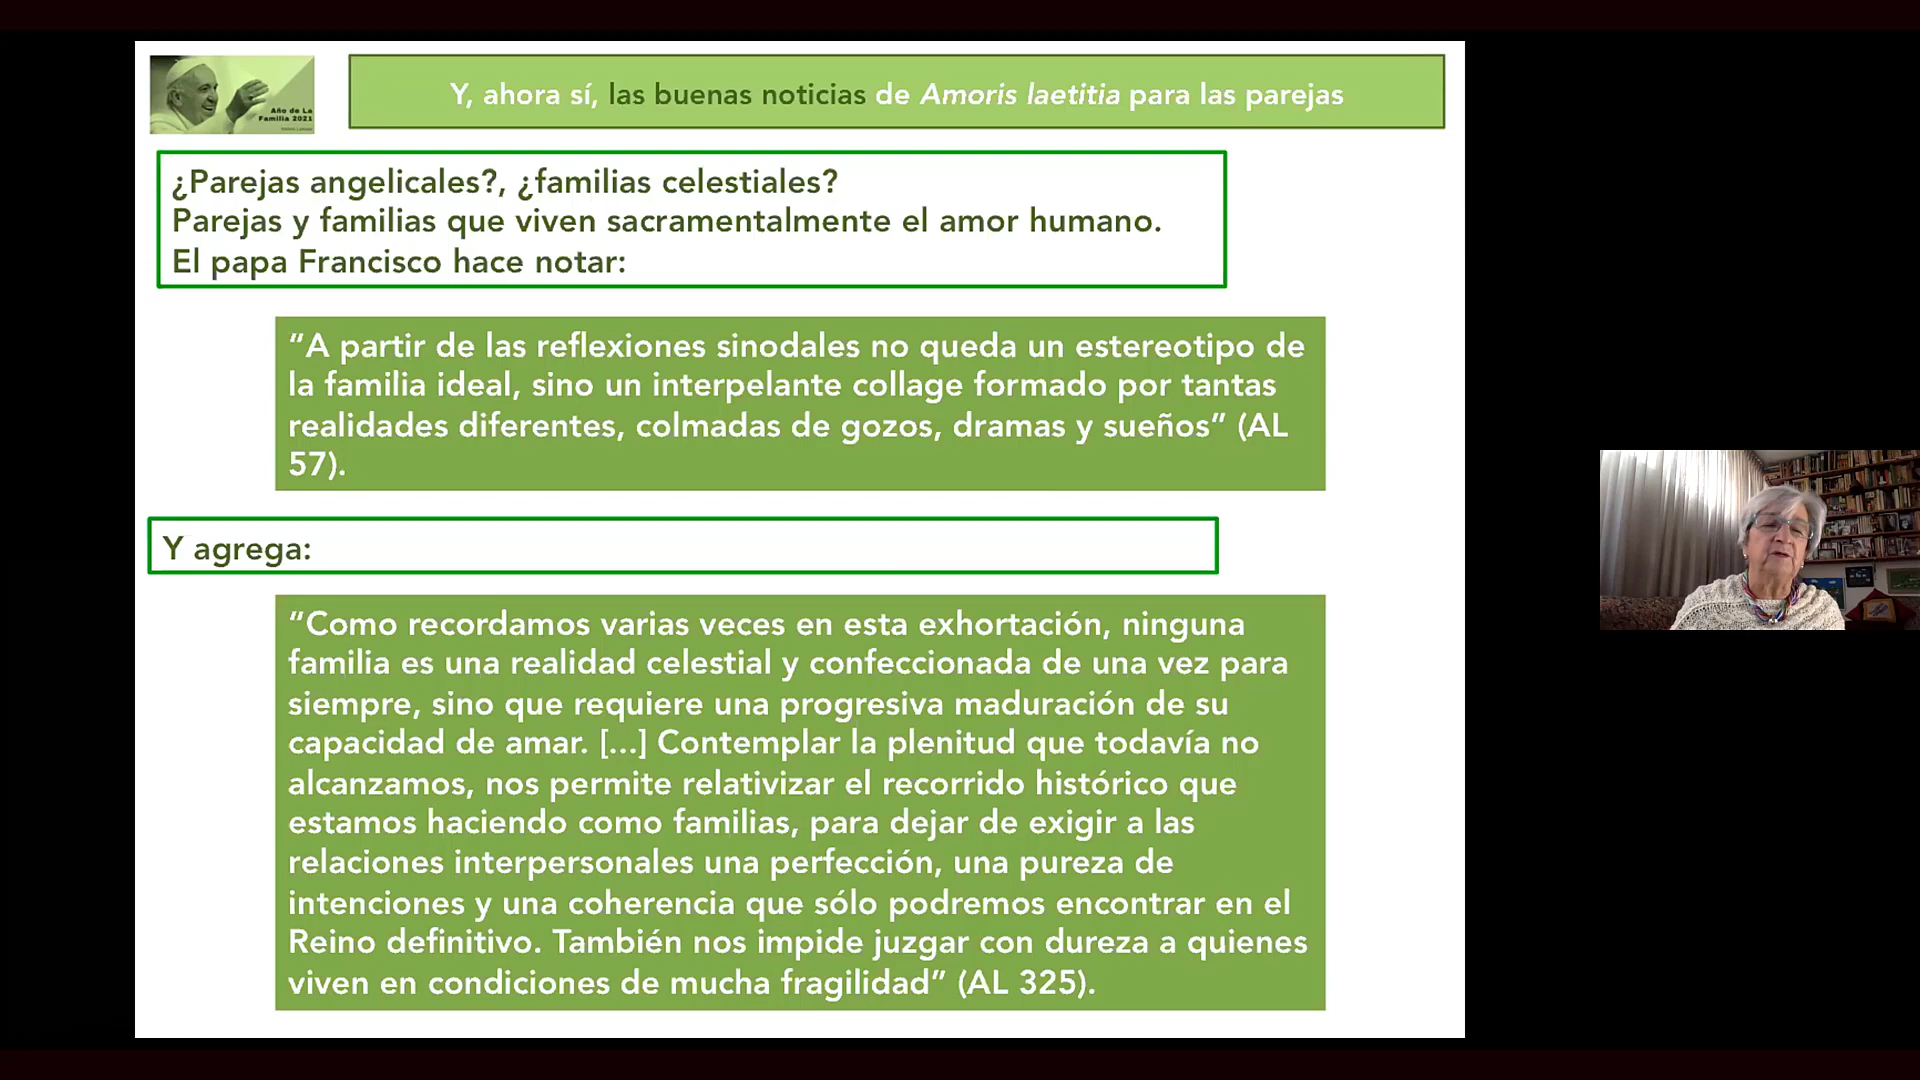 Año de La
Familia 2021
Y, ahora sí, las buenas noticias de Amoris laetitia para las parejas
¿Parejas angelicales?, ¿familias celestiales?
Parejas y familias que viven sacramentalmente el amor humano.
El papa Francisco hace notar:
“A partir de las reflexiones sinodales no queda un estereotipo de
la familia ideal, sino un interpelante collage formado por tantas
realidades diferentes, colmadas de gozos, dramas y sueños” (AL
57).
Y agrega:
“Como recordamos varias veces en esta exhortación, ninguna
familia es una realidad celestial y confeccionada de una vez para
siempre, sino que requiere una progresiva maduración de su
capacidad de amar. [...] Contemplar la plenitud que todavía no
alcanzamos, nos permite relativizar el recorrido histórico que
estamos haciendo como familias, para dejar de exigir a las
relaciones interpersonales una perfección, una pureza de
intenciones y una coherencia que sólo podremos encontrar en el
Reino definitivo. También nos impide juzgar con dureza a quienes
viven en condiciones de mucha fragilidad” (AL 325).